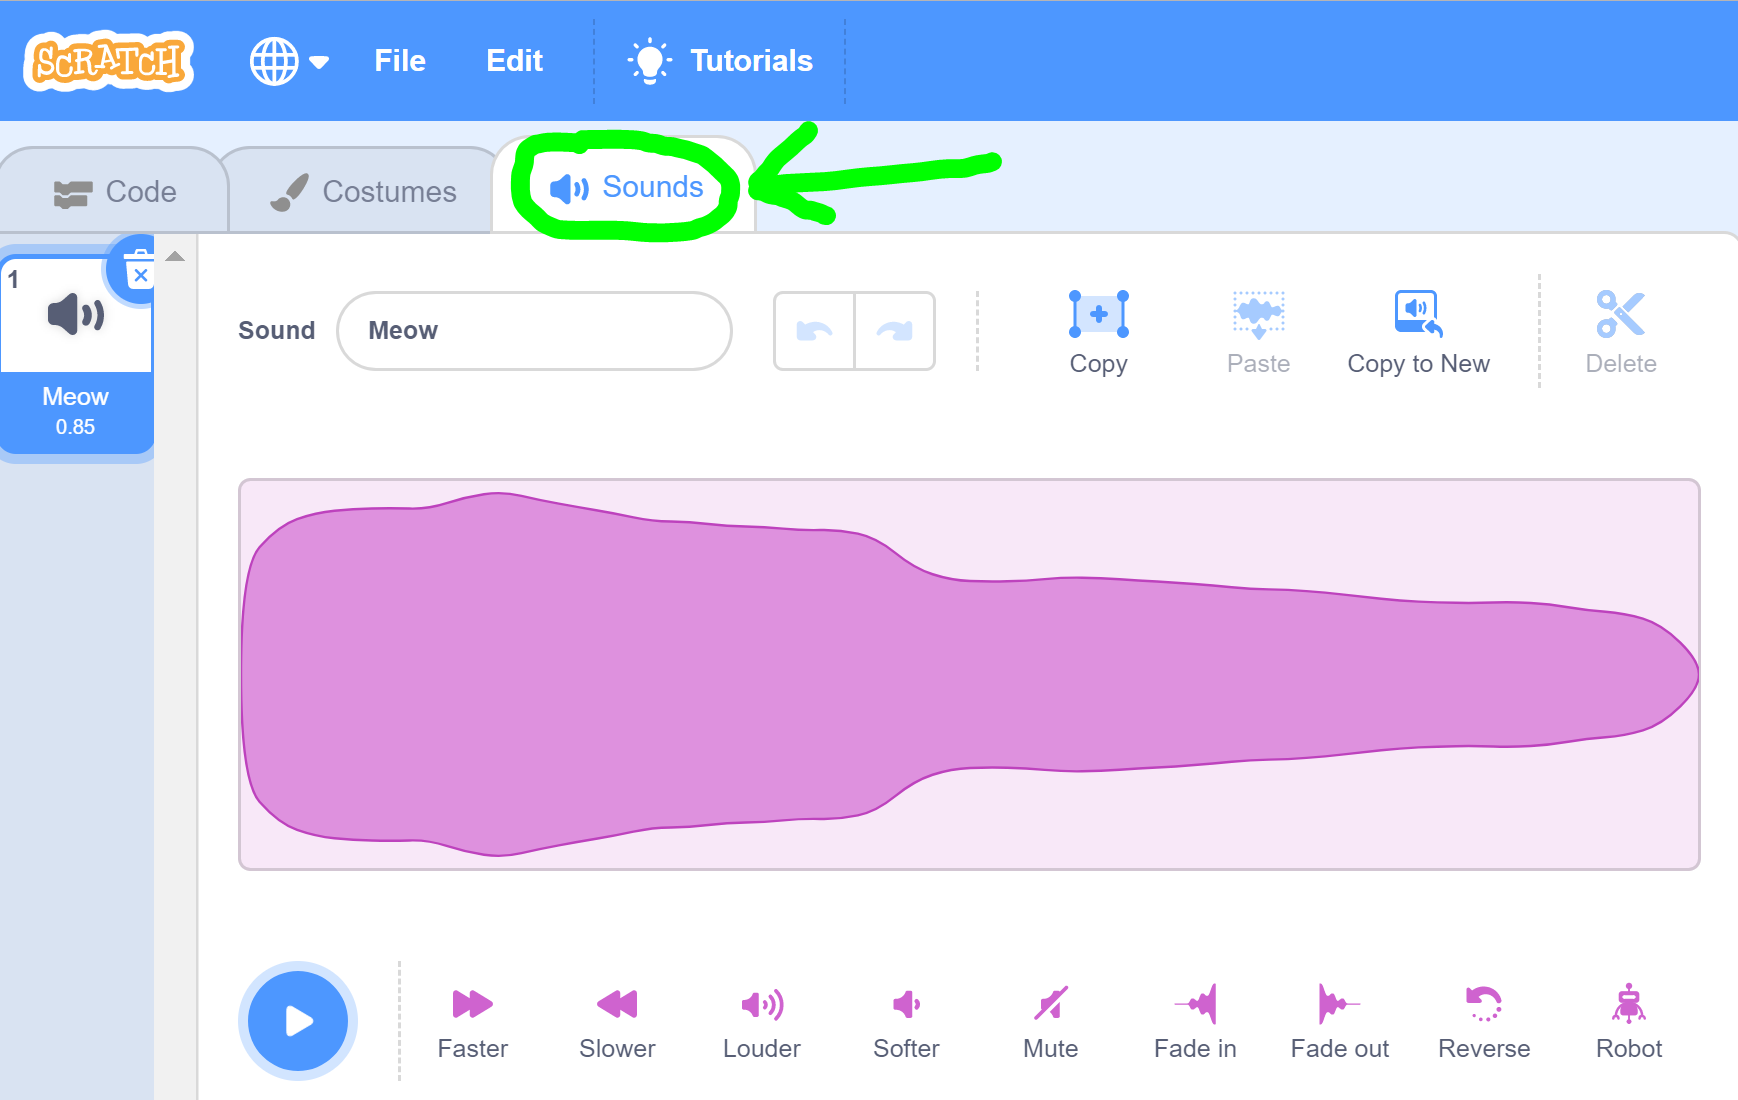 SCRATCH File Edit Tutorials
Code Costumes Sounds
1
Meow
0.85
Sound Meow
Copy Paste Copy to New Delete
Faster Slower Louder Softer Mute Fade in Fade out Reverse Robot